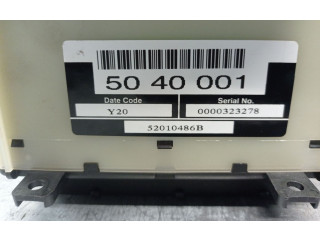 50 40 001
Date Code Serial No.
Y20 0000323278
52010486B